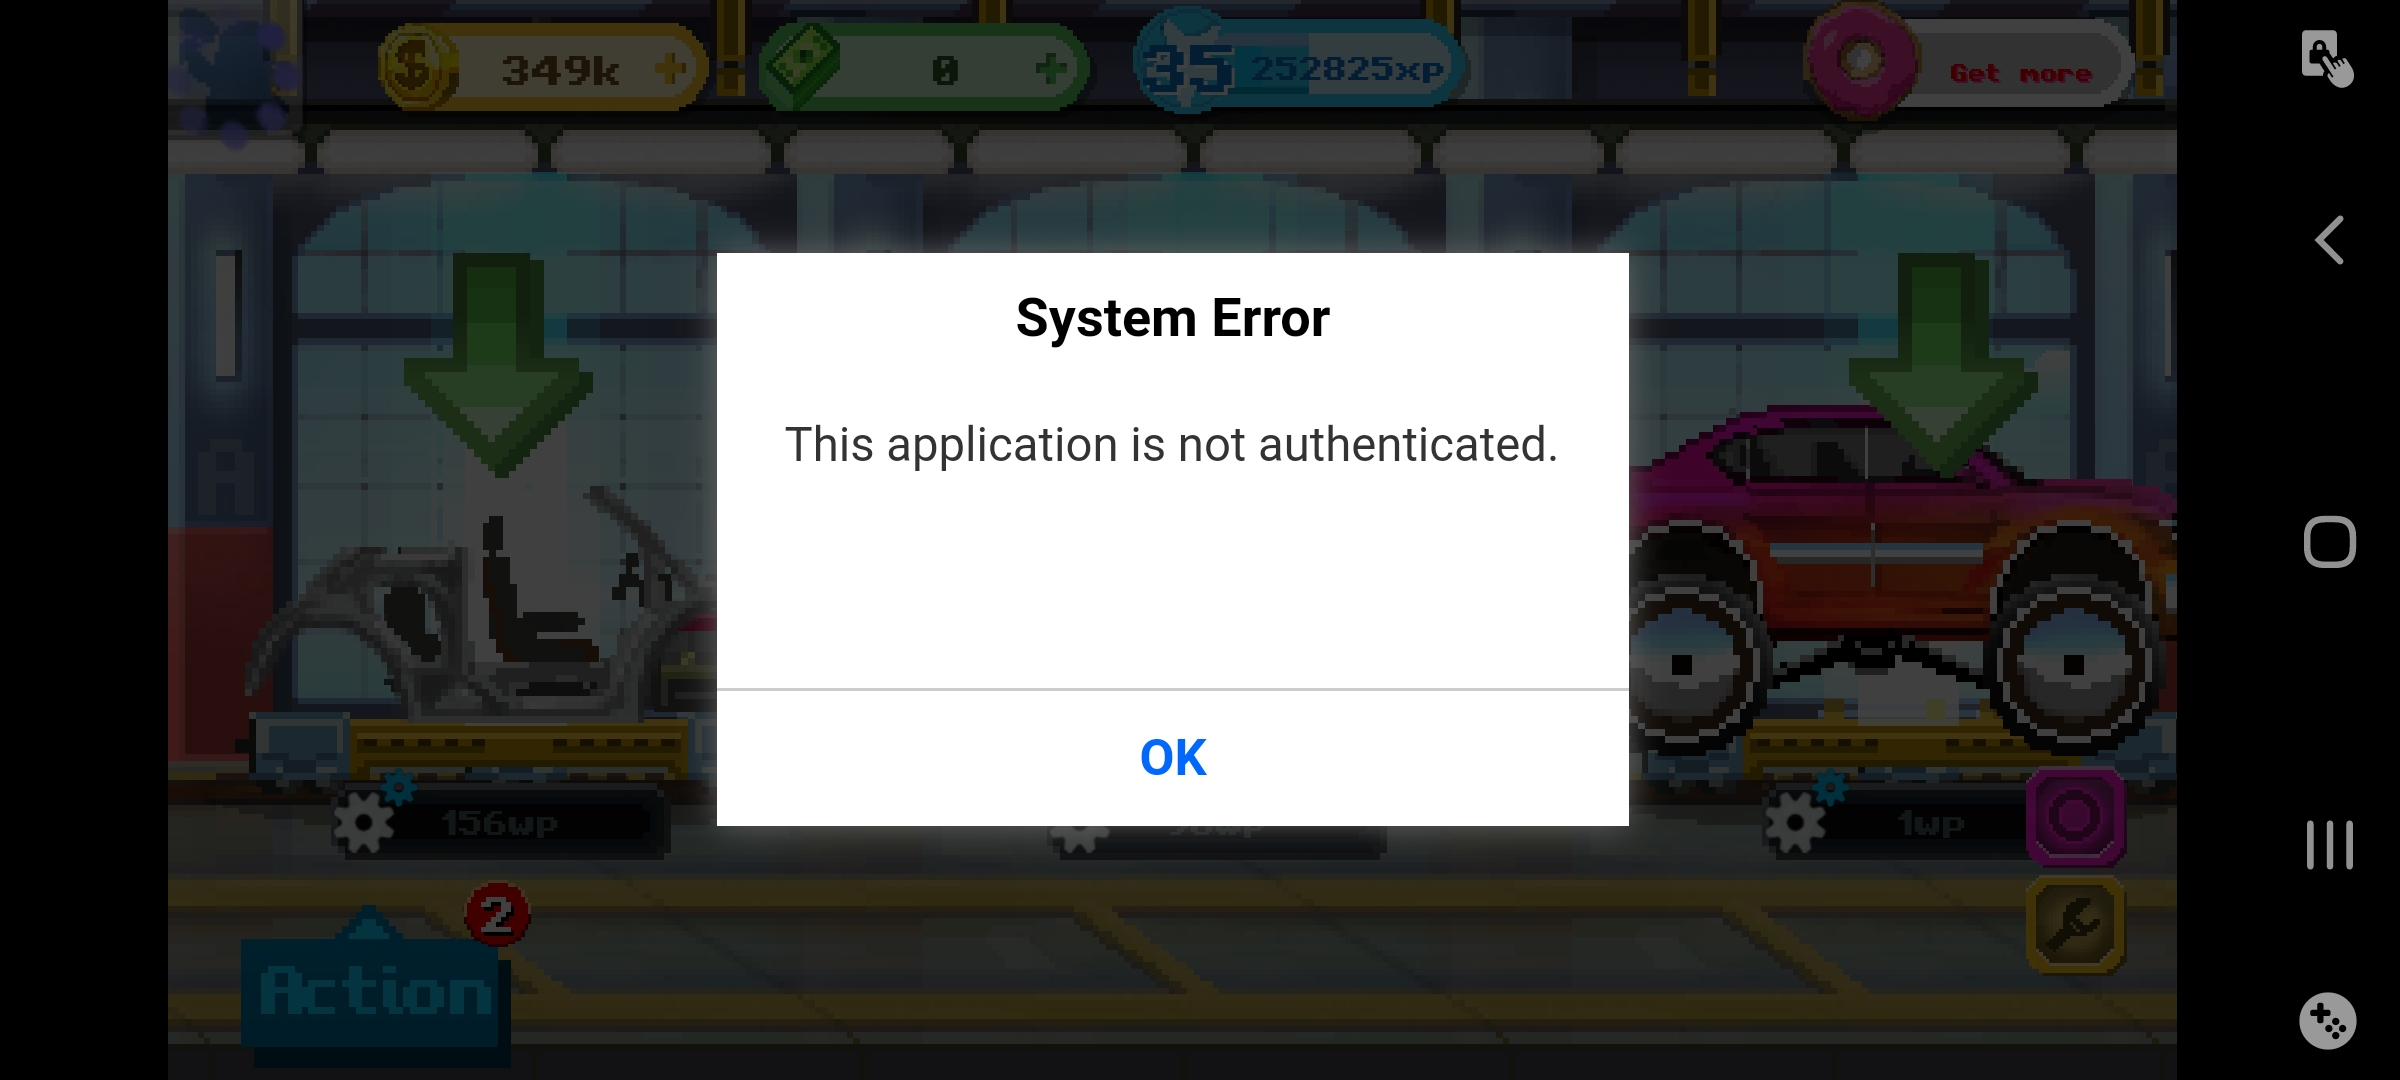 349k
0
35 252825xp
Get more
System Error
This application is not authenticated.
OK
156wp
1wp
2
Action